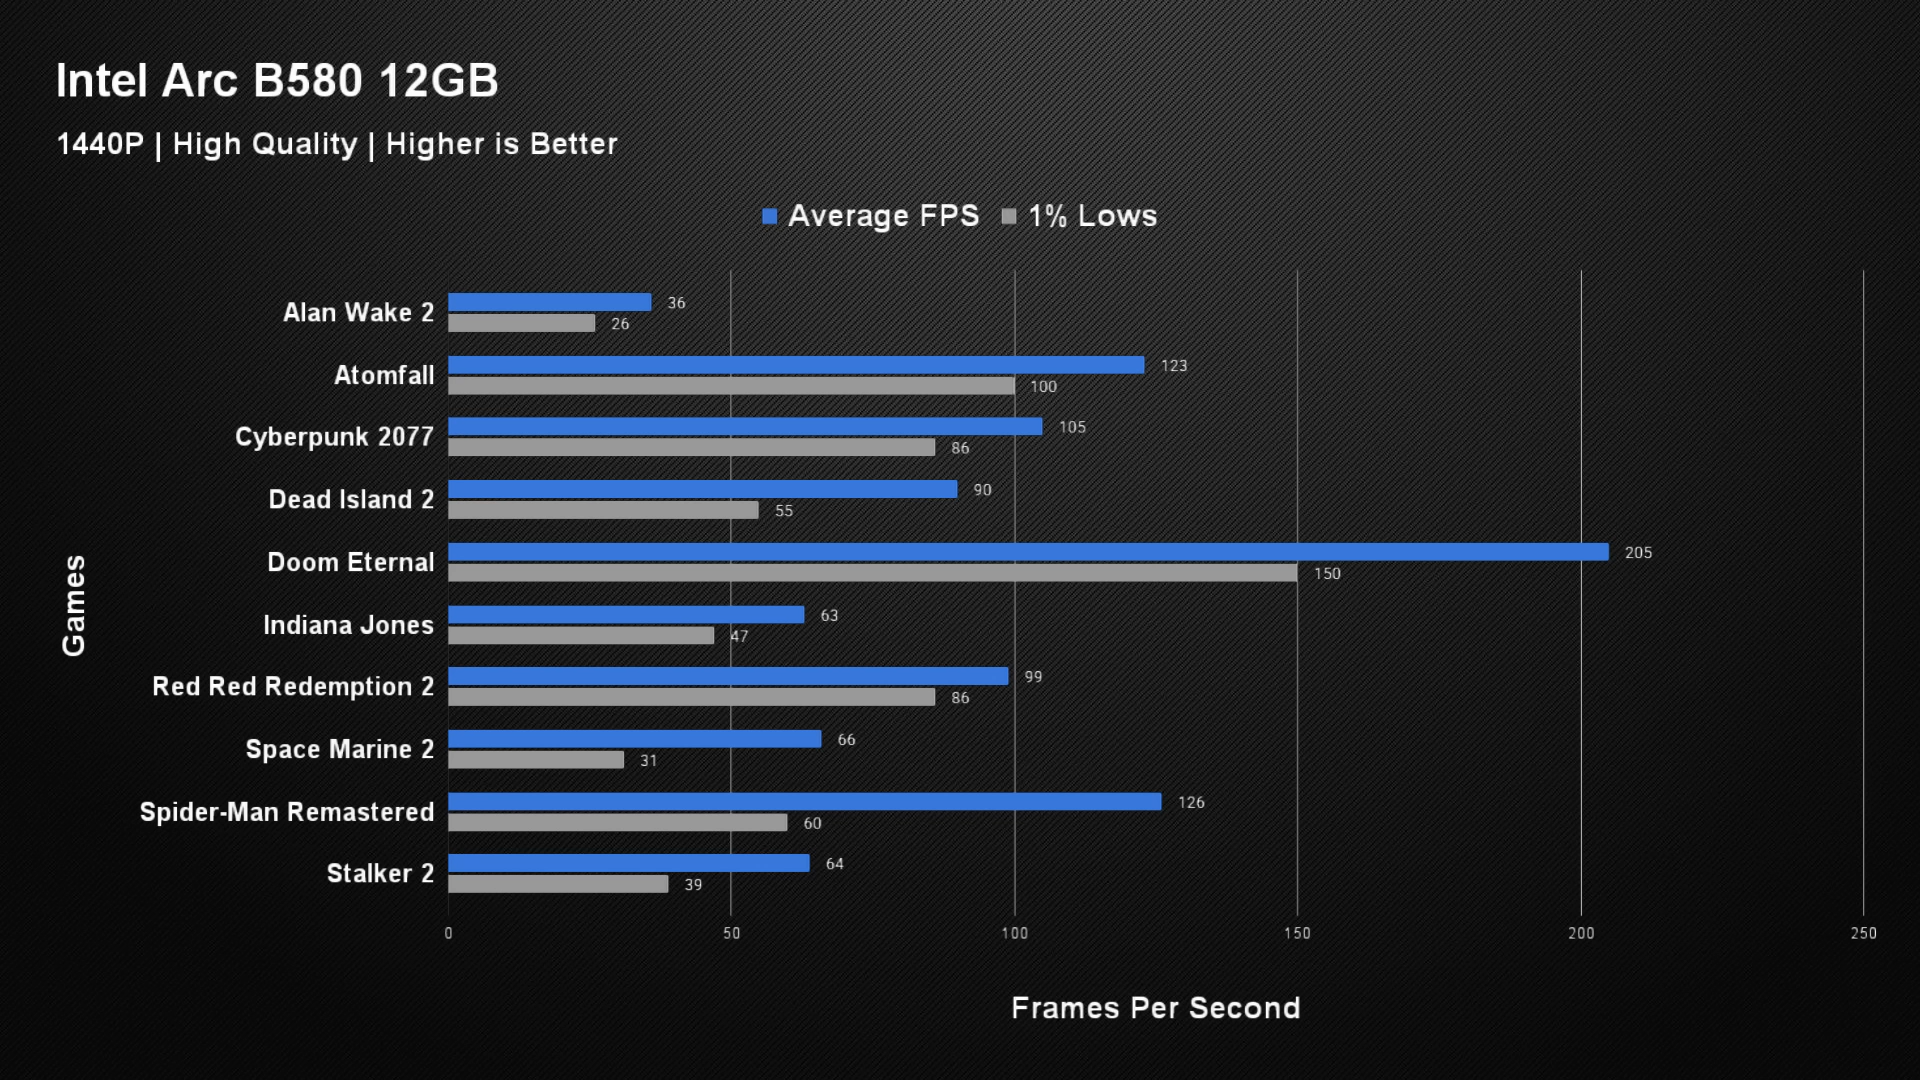 Intel Arc B580 12GB
1440P | High Quality | Higher is Better
Average FPS 1% Lows
Games
Alan Wake 2 36
26
Atomfall 123
100
Cyberpunk 2077 105
86
Dead Island 2 90
55
Doom Eternal 205
150
Indiana Jones 63
47
Red Red Redemption 2 99
86
Space Marine 2 66
31
Spider-Man Remastered 126
60
Stalker 2 64
39
0 50 100 150 200 250
Frames Per Second